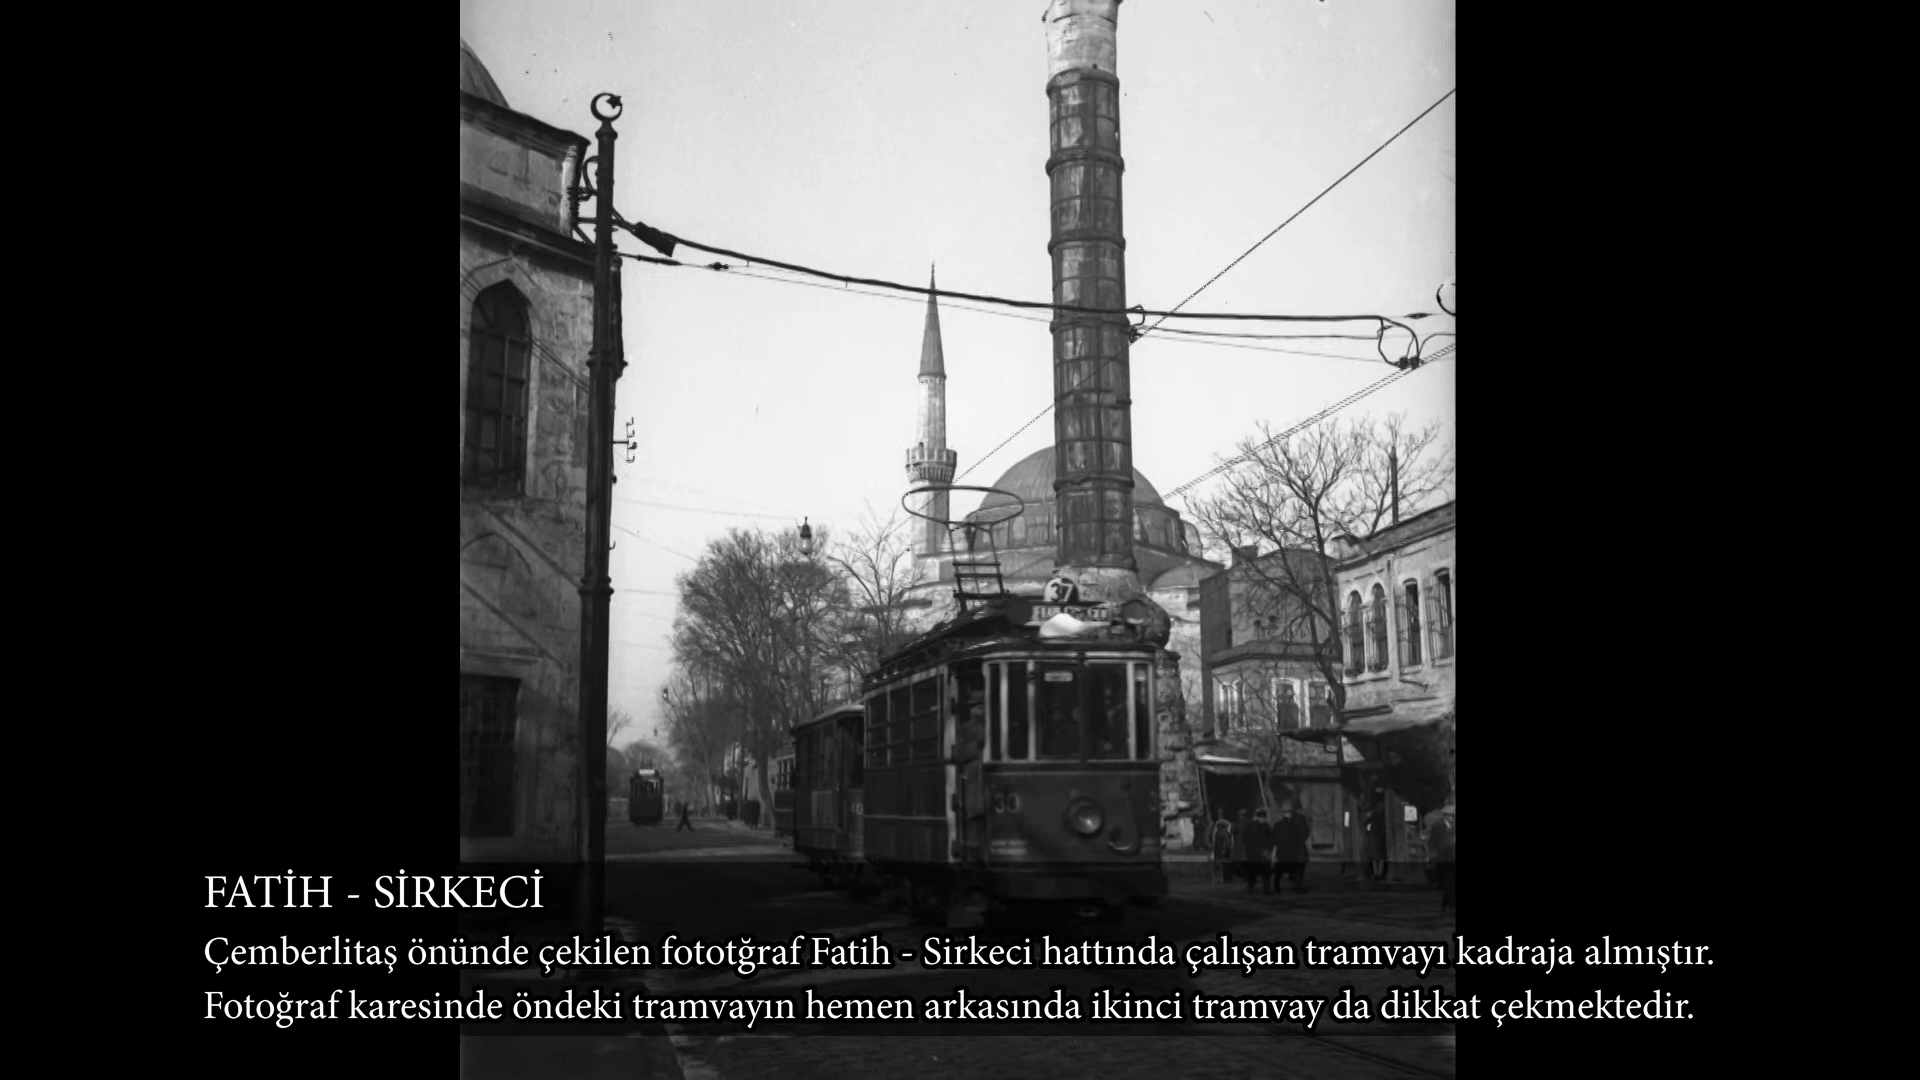 37
30
FATİH - SİRKECİ
Çemberlitaş önünde çekilen fototğraf Fatih - Sirkeci hattında çalışan tramvayı kadraja almıştır.
Fotoğraf karesinde öndeki tramvayın hemen arkasında ikinci tramvay da dikkat çekmektedir.